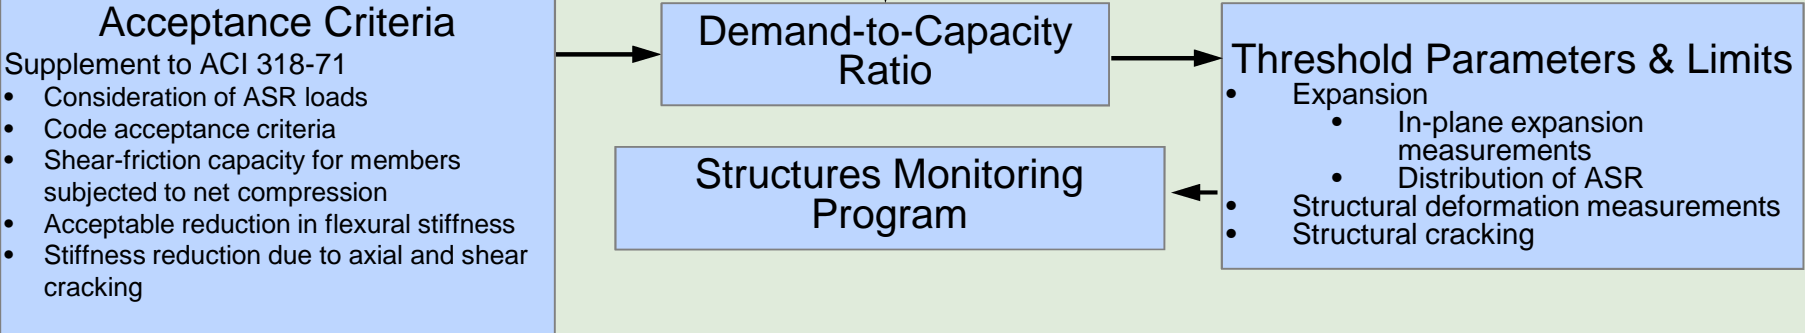 Acceptance Criteria
Supplement to ACI 318-71
• Consideration of ASR loads
• Code acceptance criteria
• Shear-friction capacity for members
subjected to net compression
• Acceptable reduction in flexural stiffness
• Stiffness reduction due to axial and shear
cracking
Demand-to-Capacity
Ratio
Structures Monitoring
Program
Threshold Parameters & Limits
• Expansion
• In-plane expansion
measurements
• Distribution of ASR
• Structural deformation measurements
• Structural cracking